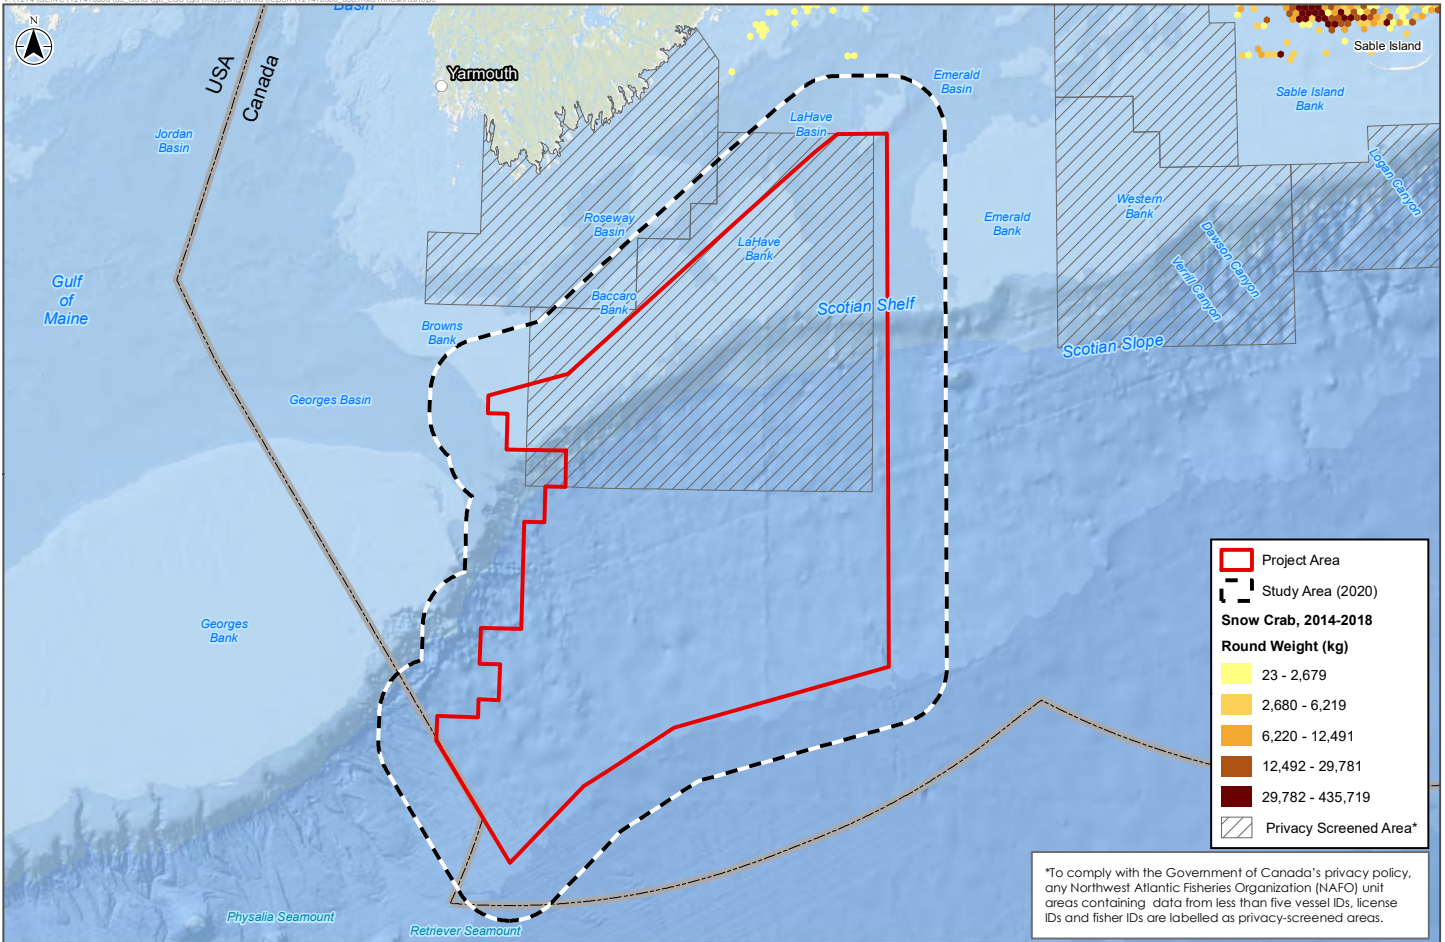 Basin
N
USA
Canada
Yarmouth
Sable Island
Emerald
Basin
Sable Island
Bank
LaHave
Basin
Jordan
Basin
Logan Canyon
Western
Bank
Roseway
Basin
Emerald
Bank
Dawson Canyon
Verrill Canyon
LaHave
Bank
Gulf
of
Maine
Baccaro
Bank
Scotian Shelf
Browns
Bank
Scotian Slope
Georges Basin
Georges
Bank
Physalia Seamount
Retriever Seamount
Project Area
Study Area (2020)
Snow Crab, 2014-2018
Round Weight (kg)
23 - 2,679
2,680 - 6,219
6,220 - 12,491
12,492 - 29,781
29,782 - 435,719
Privacy Screened Area*
*To comply with the Government of Canada's privacy policy,
any Northwest Atlantic Fisheries Organization (NAFO) unit
areas containing data from less than five vessel IDs, license
IDs and fisher IDs are labelled as privacy-screened areas.